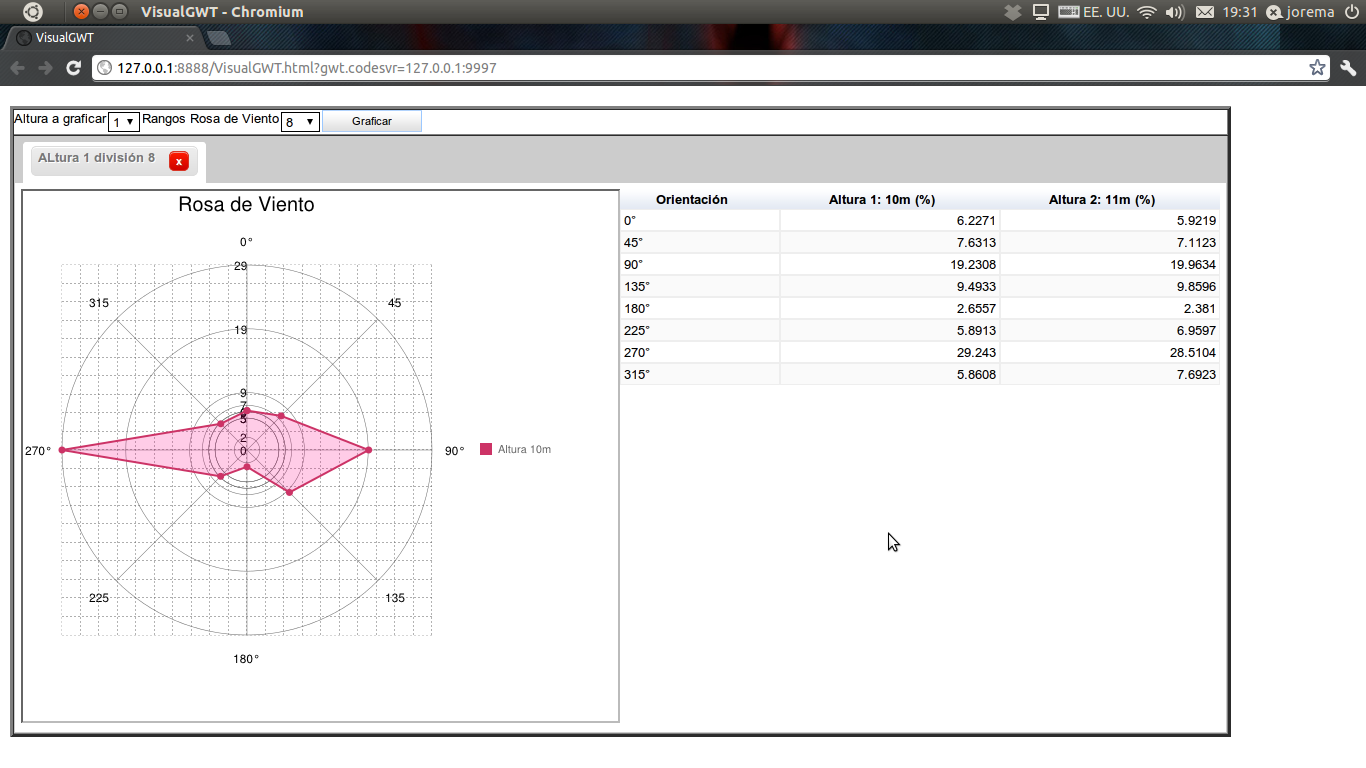 VisualGWT - Chromium
EE. UU.
19:31
jorema
VisualGWT
127.0.0.1:8888/VisualGWT.html?gwt.codesvr=127.0.0.1:9997
Altura a graficar 1 Rangos Rosa de Viento 8 Graficar
ALtura 1 división 8 x
Rosa de Viento
0°
29
315
45
19
9
7
5
2
0
270°
90°
225
135
180°
Altura 10m
Orientación Altura 1: 10m (%) Altura 2: 11m (%)
0° 6.2271 5.9219
45° 7.6313 7.1123
90° 19.2308 19.9634
135° 9.4933 9.8596
180° 2.6557 2.381
225° 5.8913 6.9597
270° 29.243 28.5104
315° 5.8608 7.6923